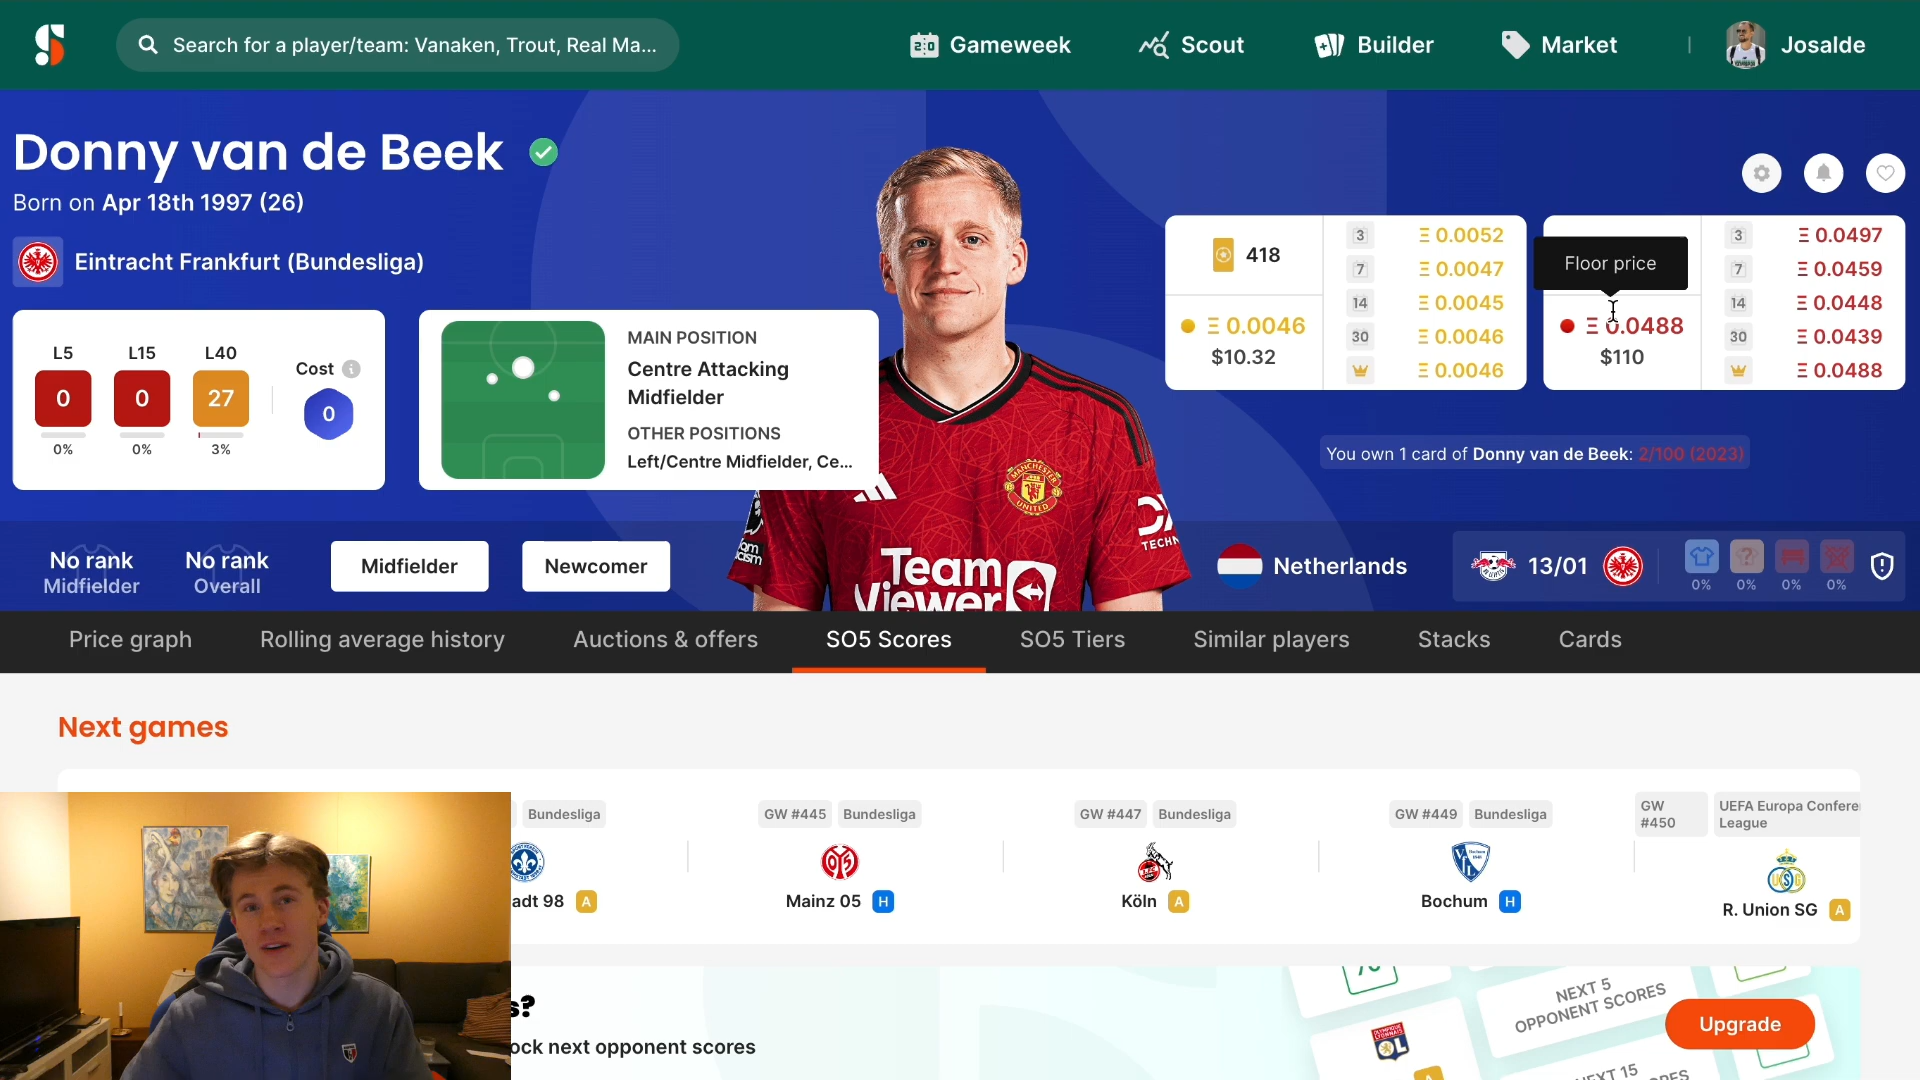 Search for a player/team: Vanaken, Trout, Real Ma...
Gameweek
Scout
Builder
Market
Josalde
Donny van de Beek
Born on Apr 18th 1997 (26)
Eintracht Frankfurt (Bundesliga)
L5
L15
L40
Cost
0
0
27
0
0%
0%
3%
MAIN POSITION
Centre Attacking
Midfielder
OTHER POSITIONS
Left/Centre Midfielder, Ce...
418
Ξ 0.0046
$10.32
3 Ξ 0.0052
7 Ξ 0.0047
14 Ξ 0.0045
30 Ξ 0.0046
Ξ 0.0046
Floor price
Ξ 0.0488
$110
3 Ξ 0.0497
7 Ξ 0.0459
14 Ξ 0.0448
30 Ξ 0.0439
Ξ 0.0488
You own 1 card of Donny van de Beek: 2/100 (2023)
MANCHESTER
UNITED
TECHN
Team
Viewer
No rank
Midfielder
No rank
Overall
Midfielder
Newcomer
Netherlands
13/01
0%
0%
0%
0%
Price graph
Rolling average history
Auctions & offers
SO5 Scores
SO5 Tiers
Similar players
Stacks
Cards
Next games
Bundesliga
adt 98 A
GW #445 Bundesliga
Mainz 05 H
GW #447 Bundesliga
Köln A
GW #449 Bundesliga
Bochum H
GW
#450
UEFA Europa Confere
League
R. Union SG A
s?
ock next opponent scores
NEXT 5
OPPONENT SCORES
NEXT 15
Upgrade